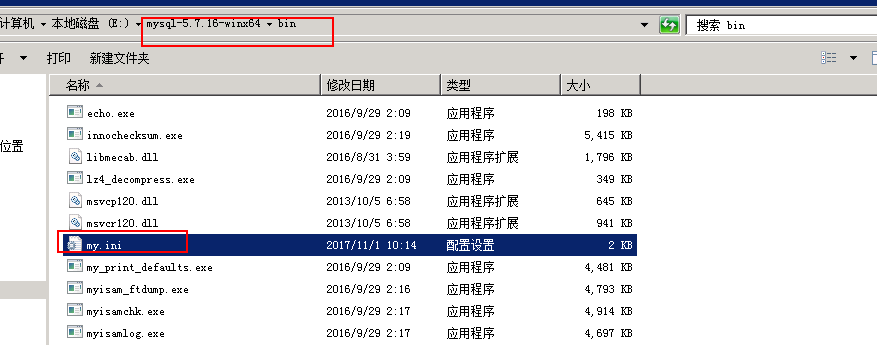 计算机 ▾ 本地磁盘 (E:) ▾ mysql-5.7.16-winx64 ▾ bin 搜索 bin
打印 新建文件夹
名称 修改日期 类型 大小
echo.exe 2016/9/29 2:09 应用程序 198 KB
innochecksum.exe 2016/9/29 2:19 应用程序 5,415 KB
位置
libmecab.dll 2016/8/31 3:59 应用程序扩展 1,796 KB
lz4_decompress.exe 2016/9/29 2:09 应用程序 349 KB
msvcp120.dll 2013/10/5 6:58 应用程序扩展 645 KB
msvcr120.dll 2013/10/5 6:58 应用程序扩展 941 KB
my.ini 2017/11/1 10:14 配置设置 2 KB
my_print_defaults.exe 2016/9/29 2:09 应用程序 4,481 KB
myisam_ftdump.exe 2016/9/29 2:16 应用程序 4,793 KB
myisamchk.exe 2016/9/29 2:17 应用程序 4,914 KB
myisamlog.exe 2016/9/29 2:17 应用程序 4,697 KB